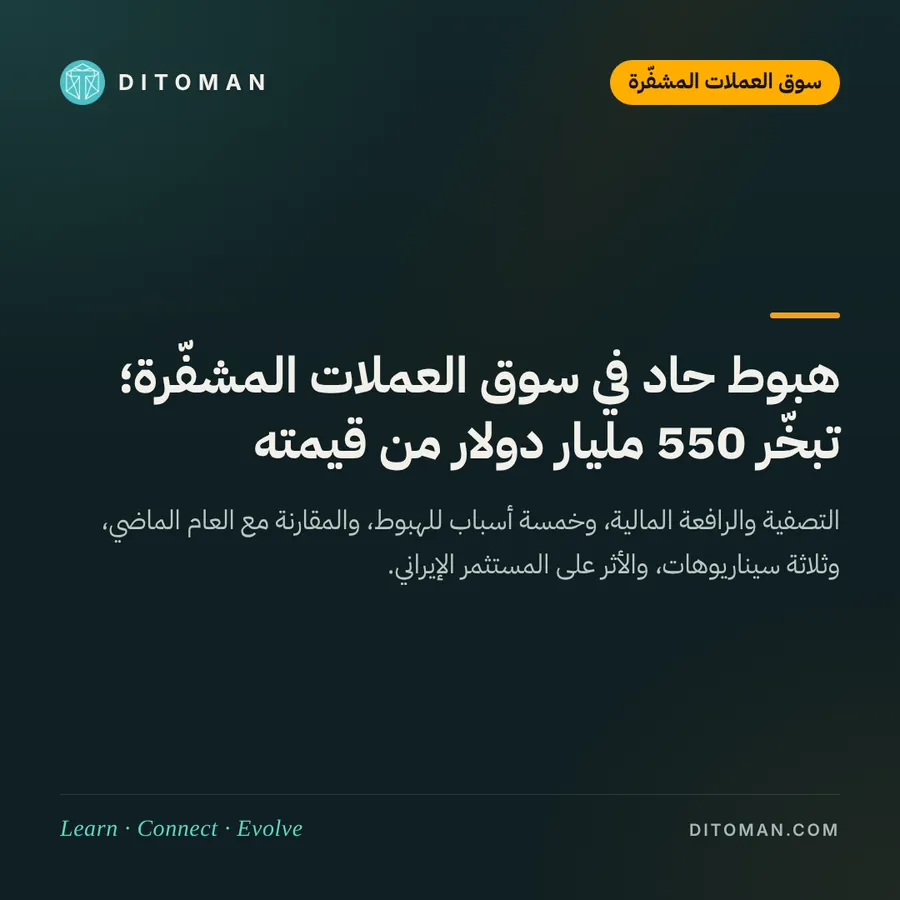 DITOMAN
سوق العملات المشفّرة
هبوط حاد في سوق العملات المشفّرة؛
تبخّر 550 مليار دولار من قيمته
التصفية والرافعة المالية، وخمسة أسباب للهبوط، والمقارنة مع العام الماضي،
وثلاثة سيناريوهات، والأثر على المستثمر الإيراني.
Learn · Connect · Evolve
DITOMAN.COM